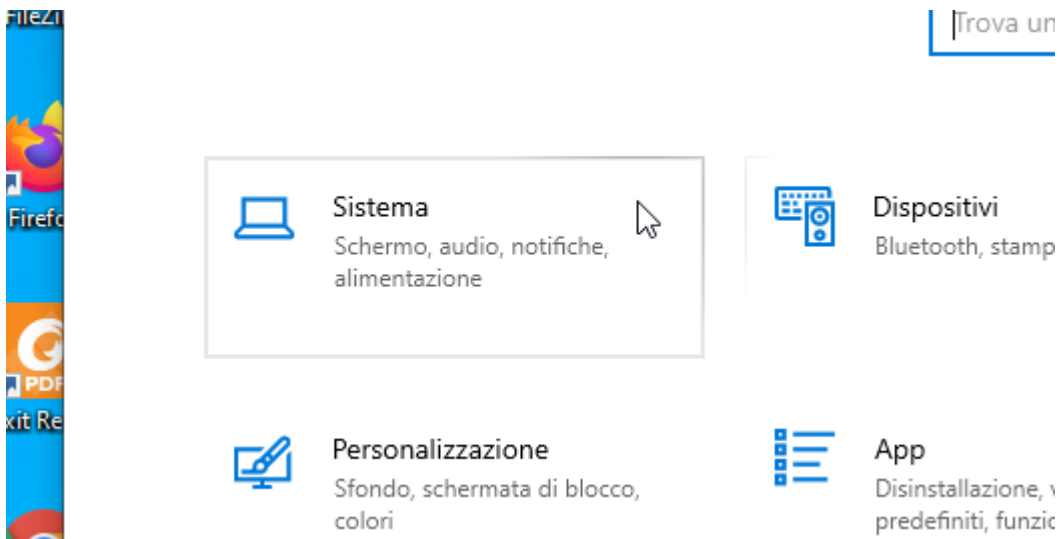 Trova un
Sistema
Schermo, audio, notifiche,
alimentazione
Dispositivi
Bluetooth, stamp
Firefo
PDF
xit Re
Personalizzazione
Sfondo, schermata di blocco,
colori
App
Disinstallazione, v
predefiniti, funzio